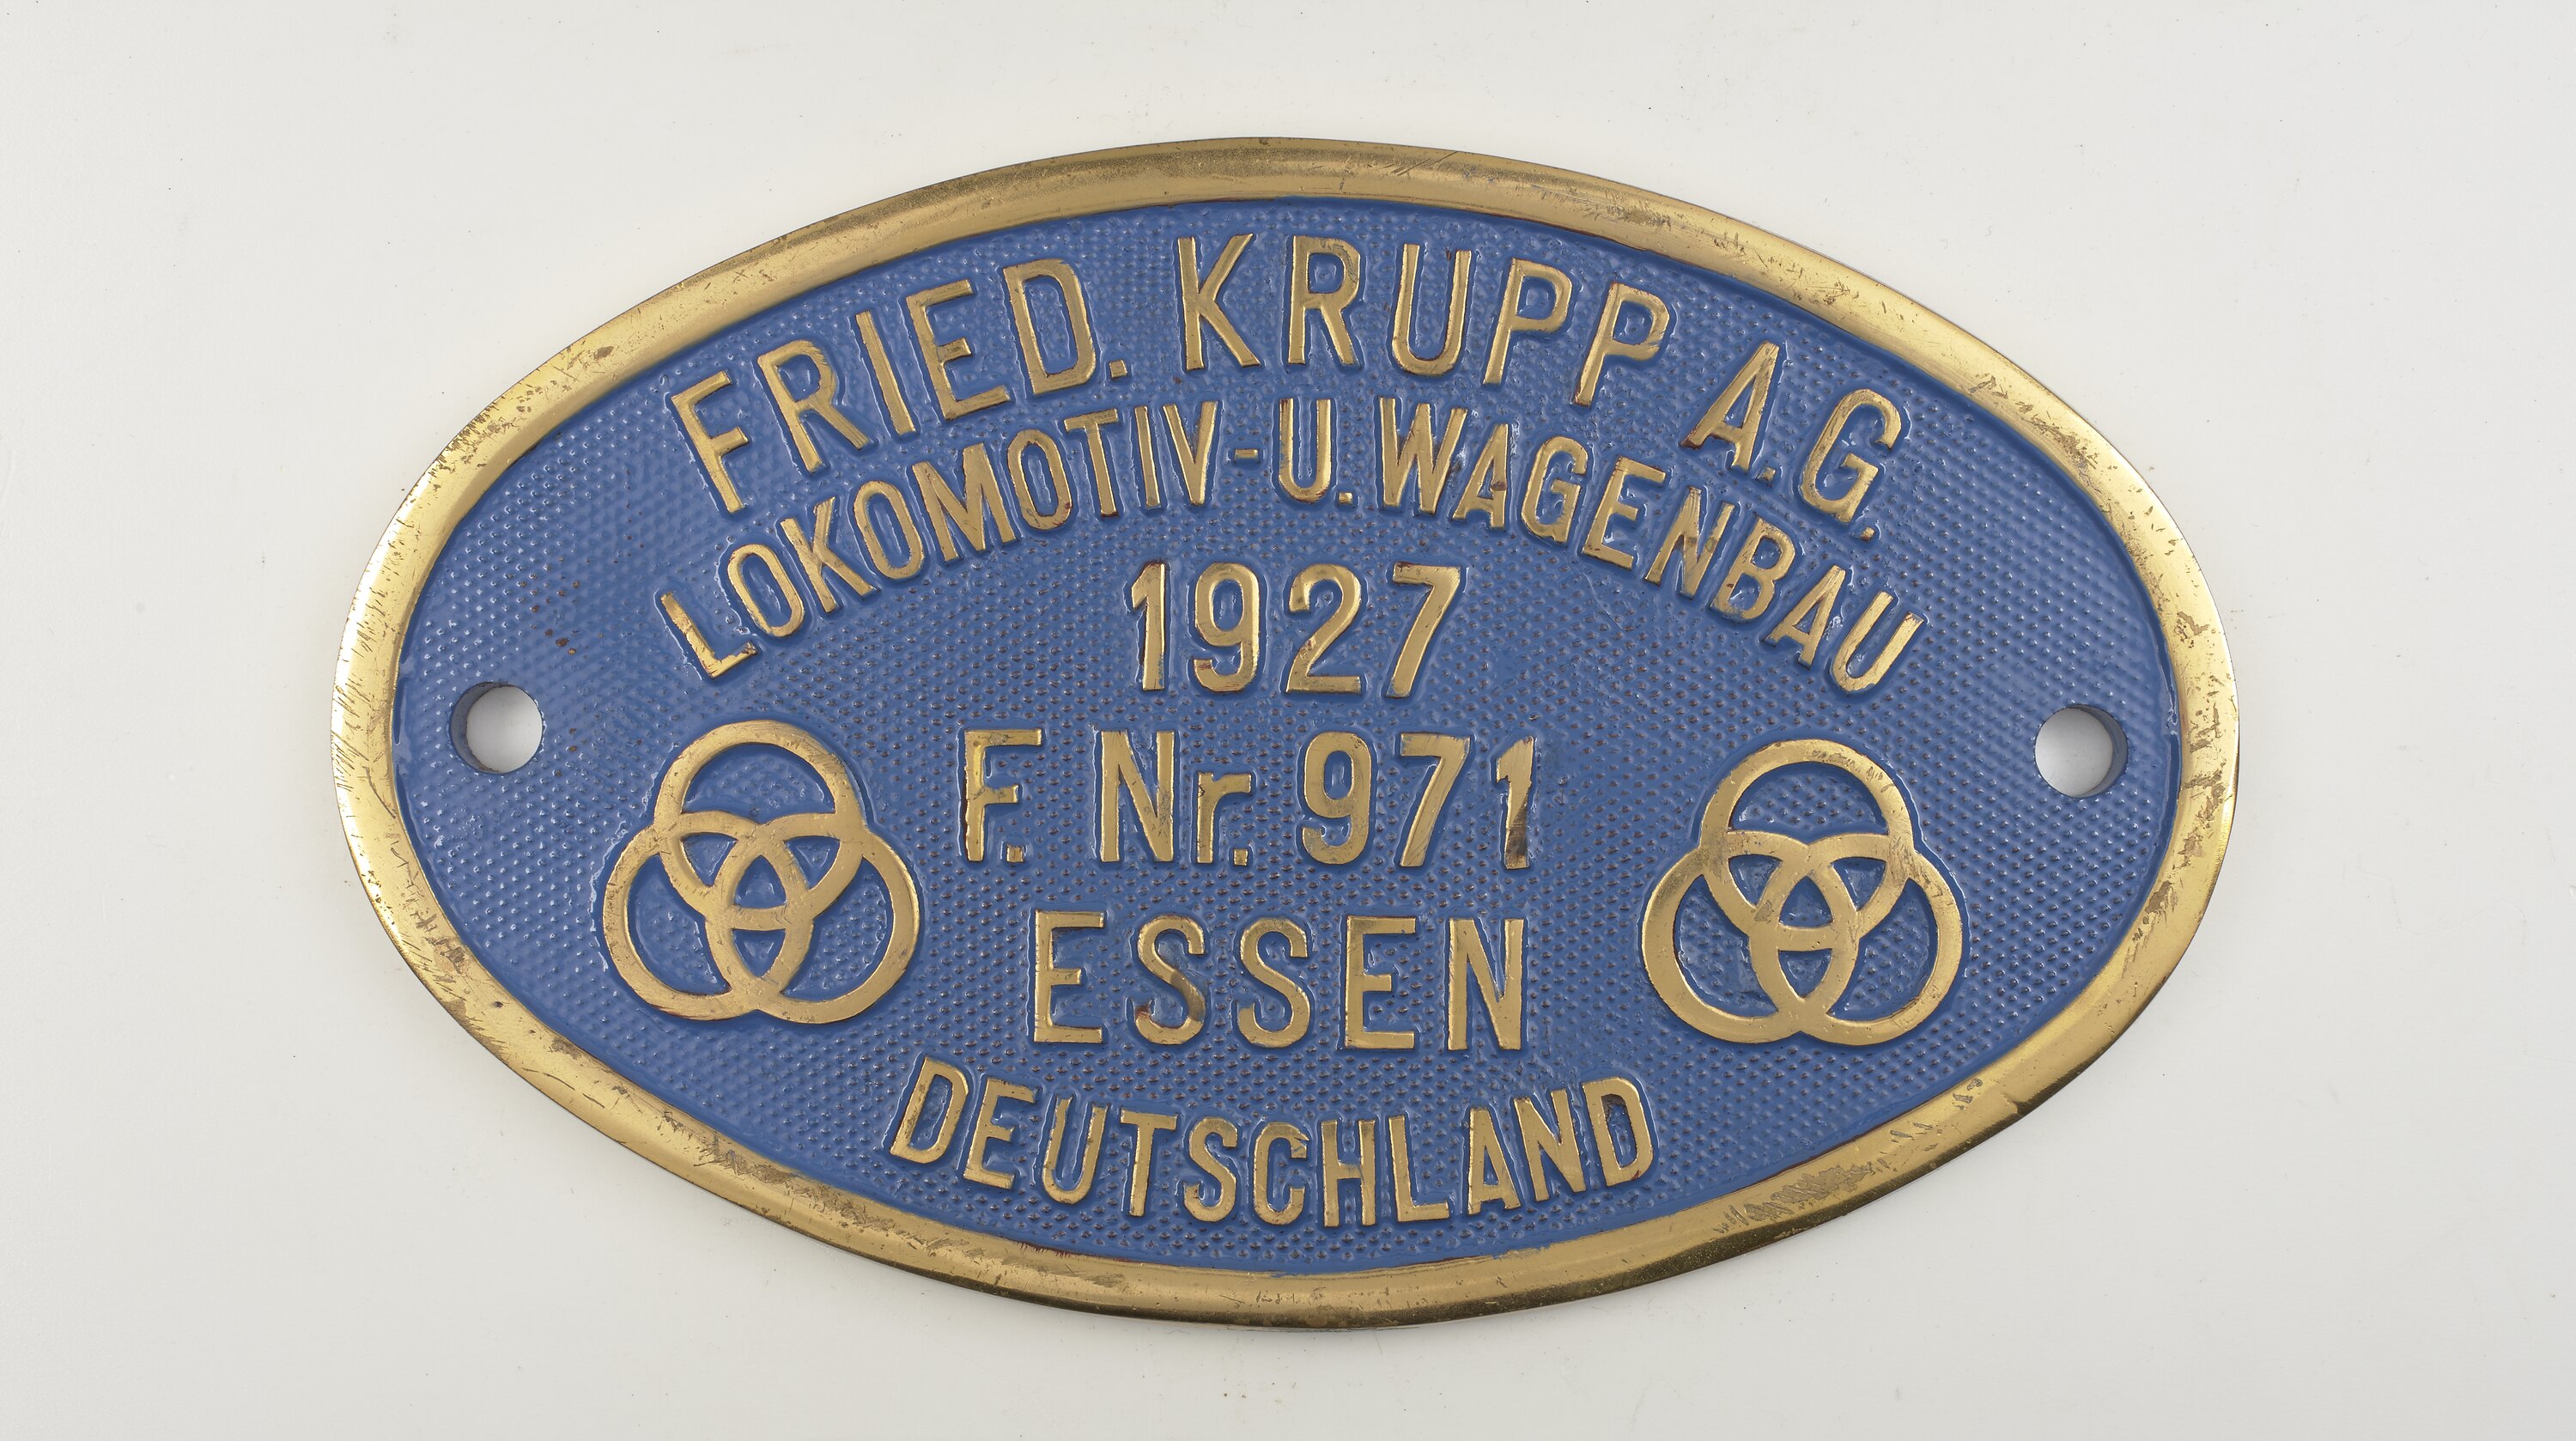 FRIED. KRUPP A.G.
LOKOMOTIV-U.WAGENBAU
1927
F. Nr. 971
ESSEN
DEUTSCHLAND